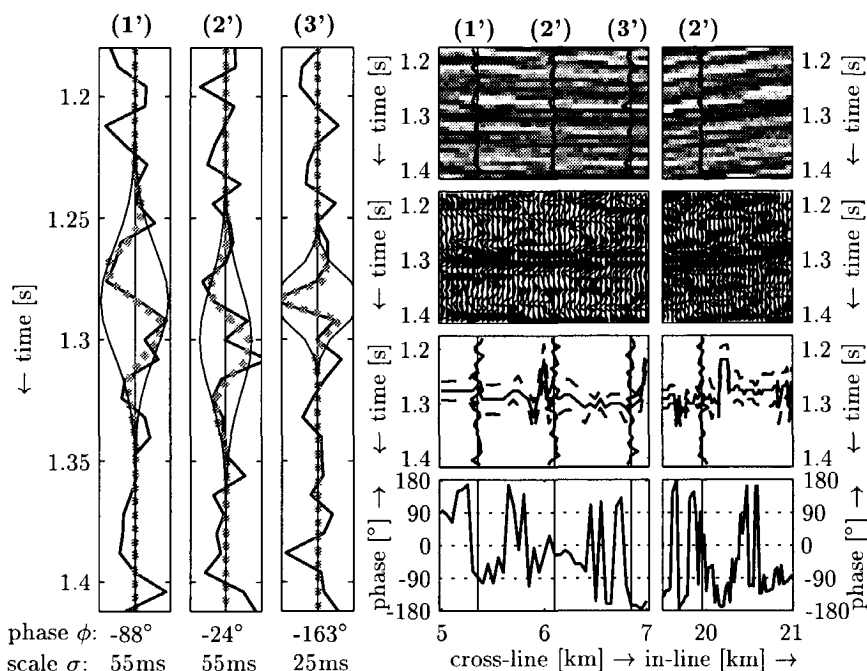 (1') (2') (3') (1') (2') (3') (2')
1.2
1.25
1.3
1.35
1.4
← time [s]
← time [s] 1.2 1.3 1.4 1.2 1.3 1.4 ← time [s]
← time [s] 1.2 1.3 1.4 1.2 1.3 1.4 ← time [s]
← time [s] 1.2 1.3 1.4 1.2 1.3 1.4 ← time [s]
phase [°] → 180 90 0 -90 -180 180 90 0 -90 -180 phase [°] →
phase ϕ: -88° -24° -163° 5 6 7 20 21
scale σ: 55ms 55ms 25ms cross-line [km] → in-line [km] →